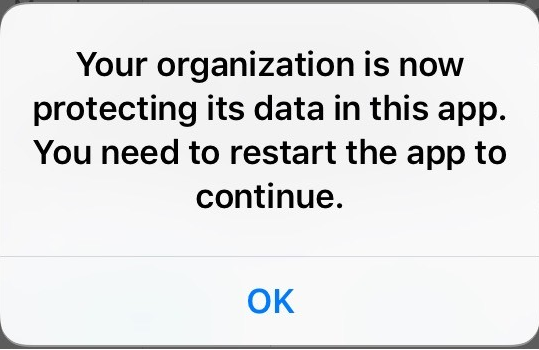 Your organization is now
protecting its data in this app.
You need to restart the app to
continue.
OK